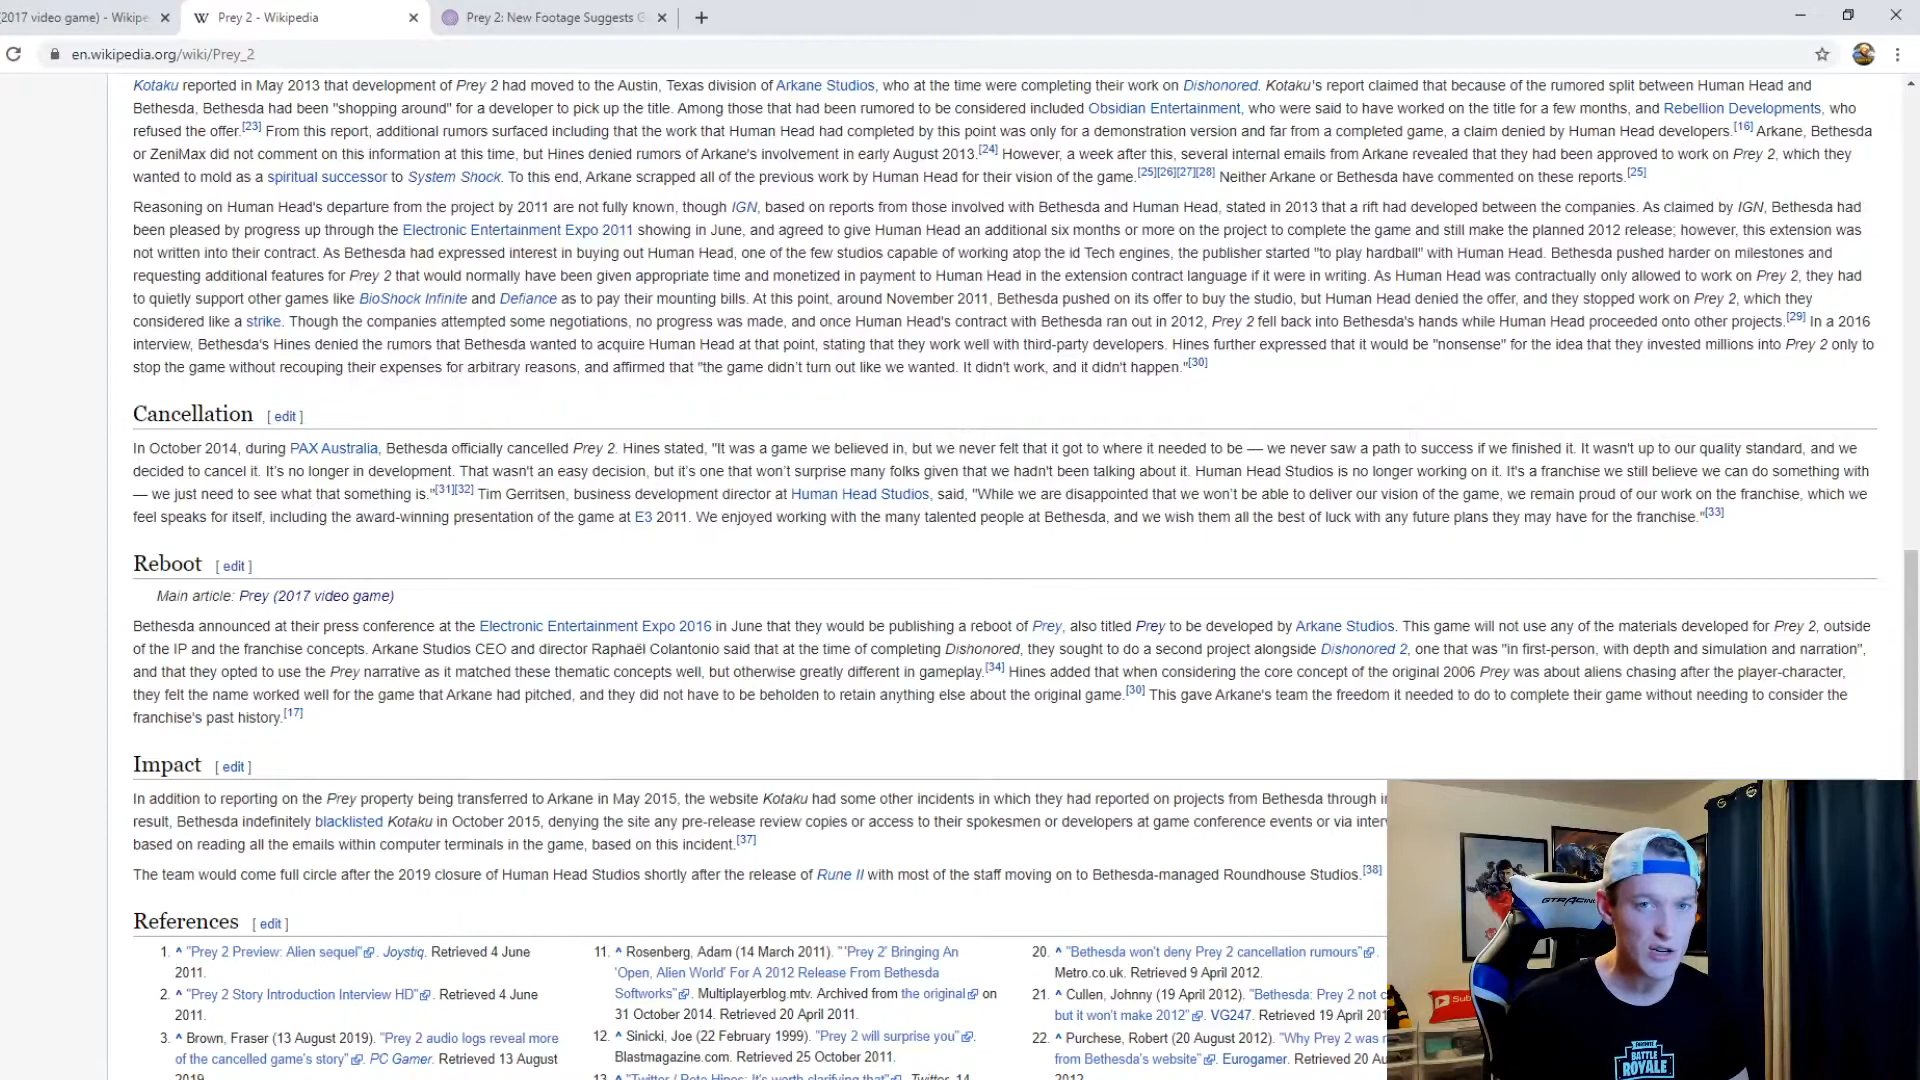 (2017 video game) - Wikipe
Prey 2 - Wikipedia
Prey 2: New Footage Suggests G
en.wikipedia.org/wiki/Prey_2
Kotaku reported in May 2013 that development of Prey 2 had moved to the Austin, Texas division of Arkane Studios, who at the time were completing their work on Dishonored. Kotaku's report claimed that because of the rumored split between Human Head and
Bethesda, Bethesda had been "shopping around" for a developer to pick up the title. Among those that had been rumored to be considered included Obsidian Entertainment, who were said to have worked on the title for a few months, and Rebellion Developments, who
refused the offer.[23] From this report, additional rumors surfaced including that the work that Human Head had completed by this point was only for a demonstration version and far from a completed game, a claim denied by Human Head developers.[16] Arkane, Bethesda
or ZeniMax did not comment on this information at this time, but Hines denied rumors of Arkane's involvement in early August 2013.[24] However, a week after this, several internal emails from Arkane revealed that they had been approved to work on Prey 2, which they
wanted to mold as a spiritual successor to System Shock. To this end, Arkane scrapped all of the previous work by Human Head for their vision of the game.[25][26][27][28] Neither Arkane or Bethesda have commented on these reports.[25]
Reasoning on Human Head's departure from the project by 2011 are not fully known, though IGN, based on reports from those involved with Bethesda and Human Head, stated in 2013 that a rift had developed between the companies. As claimed by IGN, Bethesda had
been pleased by progress up through the Electronic Entertainment Expo 2011 showing in June, and agreed to give Human Head an additional six months or more on the project to complete the game and still make the planned 2012 release; however, this extension was
not written into their contract. As Bethesda had expressed interest in buying out Human Head, one of the few studios capable of working atop the id Tech engines, the publisher started "to play hardball" with Human Head. Bethesda pushed harder on milestones and
requesting additional features for Prey 2 that would normally have been given appropriate time and monetized in payment to Human Head in the extension contract language if it were in writing. As Human Head was contractually only allowed to work on Prey 2, they had
to quietly support other games like BioShock Infinite and Defiance as to pay their mounting bills. At this point, around November 2011, Bethesda pushed on its offer to buy the studio, but Human Head denied the offer, and they stopped work on Prey 2, which they
considered like a strike. Though the companies attempted some negotiations, no progress was made, and once Human Head's contract with Bethesda ran out in 2012, Prey 2 fell back into Bethesda's hands while Human Head proceeded onto other projects.[29] In a 2016
interview, Bethesda's Hines denied the rumors that Bethesda wanted to acquire Human Head at that point, stating that they work well with third-party developers. Hines further expressed that it would be "nonsense" for the idea that they invested millions into Prey 2 only to
stop the game without recouping their expenses for arbitrary reasons, and affirmed that "the game didn't turn out like we wanted. It didn't work, and it didn't happen."[30]
Cancellation [ edit ]
In October 2014, during PAX Australia, Bethesda officially cancelled Prey 2. Hines stated, "It was a game we believed in, but we never felt that it got to where it needed to be — we never saw a path to success if we finished it. It wasn't up to our quality standard, and we
decided to cancel it. It's no longer in development. That wasn't an easy decision, but it's one that won't surprise many folks given that we hadn't been talking about it. Human Head Studios is no longer working on it. It's a franchise we still believe we can do something with
— we just need to see what that something is."[31][32] Tim Gerritsen, business development director at Human Head Studios, said, "While we are disappointed that we won't be able to deliver our vision of the game, we remain proud of our work on the franchise, which we
feel speaks for itself, including the award-winning presentation of the game at E3 2011. We enjoyed working with the many talented people at Bethesda, and we wish them all the best of luck with any future plans they may have for the franchise."[33]
Reboot [ edit ]
Main article: Prey (2017 video game)
Bethesda announced at their press conference at the Electronic Entertainment Expo 2016 in June that they would be publishing a reboot of Prey, also titled Prey to be developed by Arkane Studios. This game will not use any of the materials developed for Prey 2, outside
of the IP and the franchise concepts. Arkane Studios CEO and director Raphaël Colantonio said that at the time of completing Dishonored, they sought to do a second project alongside Dishonored 2, one that was "in first-person, with depth and simulation and narration",
and that they opted to use the Prey narrative as it matched these thematic concepts well, but otherwise greatly different in gameplay.[34] Hines added that when considering the core concept of the original 2006 Prey was about aliens chasing after the player-character,
they felt the name worked well for the game that Arkane had pitched, and they did not have to be beholden to retain anything else about the original game.[30] This gave Arkane's team the freedom it needed to do to complete their game without needing to consider the
franchise's past history.[17]
Impact [ edit ]
In addition to reporting on the Prey property being transferred to Arkane in May 2015, the website Kotaku had some other incidents in which they had reported on projects from Bethesda through i
result, Bethesda indefinitely blacklisted Kotaku in October 2015, denying the site any pre-release review copies or access to their spokesmen or developers at game conference events or via inter
based on reading all the emails within computer terminals in the game, based on this incident.[37]
The team would come full circle after the 2019 closure of Human Head Studios shortly after the release of Rune II with most of the staff moving on to Bethesda-managed Roundhouse Studios.[38]
References [ edit ]
1. ^ "Prey 2 Preview: Alien sequel". Joystiq. Retrieved 4 June
2011.
2. ^ "Prey 2 Story Introduction Interview HD". Retrieved 4 June
2011.
3. ^ Brown, Fraser (13 August 2019). "Prey 2 audio logs reveal more
of the cancelled game's story". PC Gamer. Retrieved 13 August
2019
11. ^ Rosenberg, Adam (14 March 2011). "'Prey 2' Bringing An
'Open, Alien World' For A 2012 Release From Bethesda
Softworks". Multiplayerblog.mtv. Archived from the original on
31 October 2014. Retrieved 20 April 2011.
12. ^ Sinicki, Joe (22 February 1999). "Prey 2 will surprise you".
Blastmagazine.com. Retrieved 25 October 2011.
13. ^ "Twitter / Pete Hines: It's worth clarifying that". Twitter. 14
20. ^ "Bethesda won't deny Prey 2 cancellation rumours".
Metro.co.uk. Retrieved 9 April 2012.
21. ^ Cullen, Johnny (19 April 2012). "Bethesda: Prey 2 not c
but it won't make 2012". VG247. Retrieved 19 April 201
22. ^ Purchese, Robert (20 August 2012). "Why Prey 2 was r
from Bethesda's website". Eurogamer. Retrieved 20 Au
2012.
GTRACING
Sub
FORTNITE
BATTLE
ROYALE